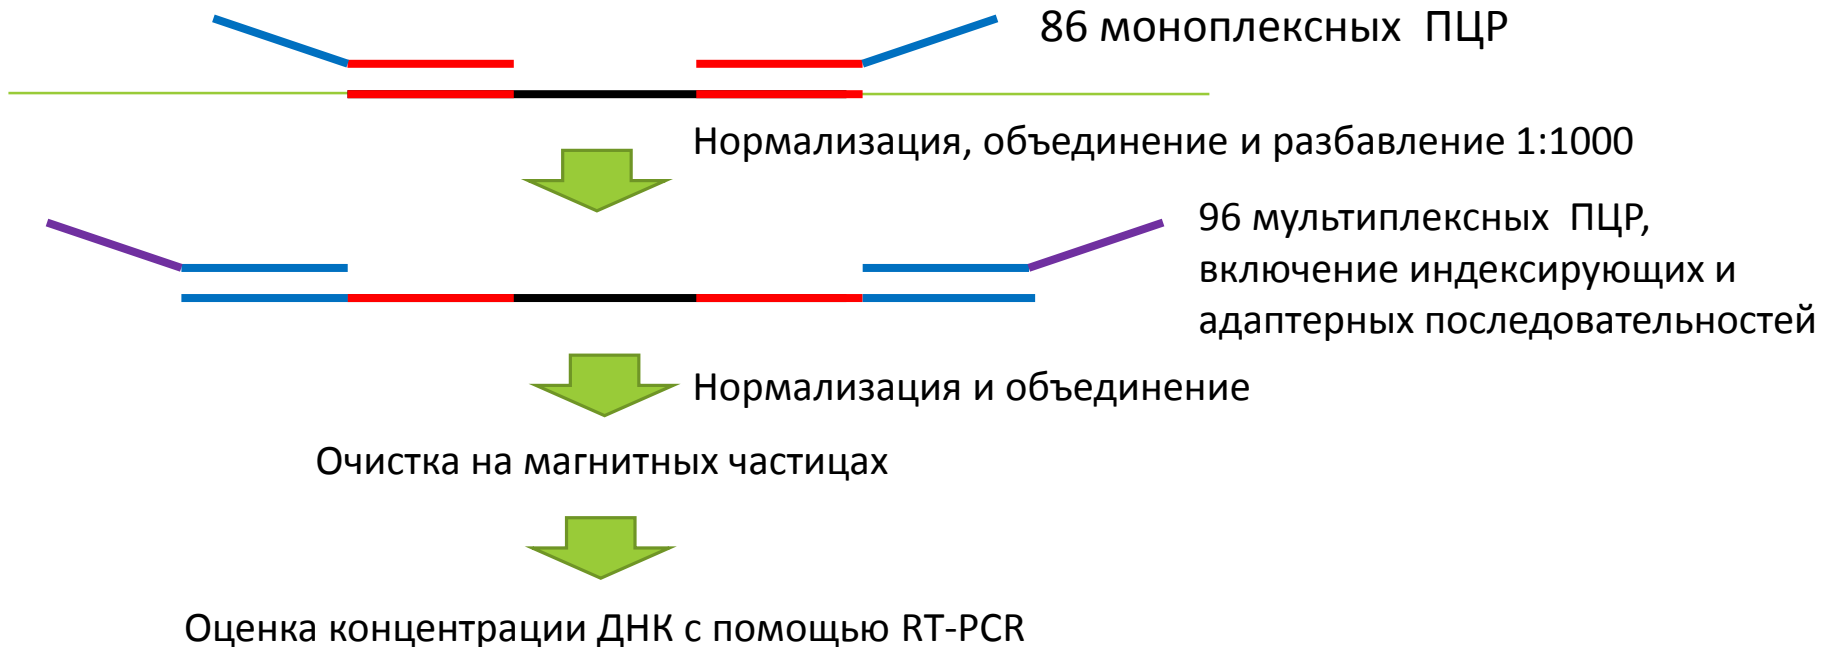 86 моноплексных ПЦР
Нормализация, объединение и разбавление 1:1000
96 мультиплексных ПЦР,
включение индексирующих и
адаптерных последовательностей
Нормализация и объединение
Очистка на магнитных частицах
Оценка концентрации ДНК с помощью RT-PCR